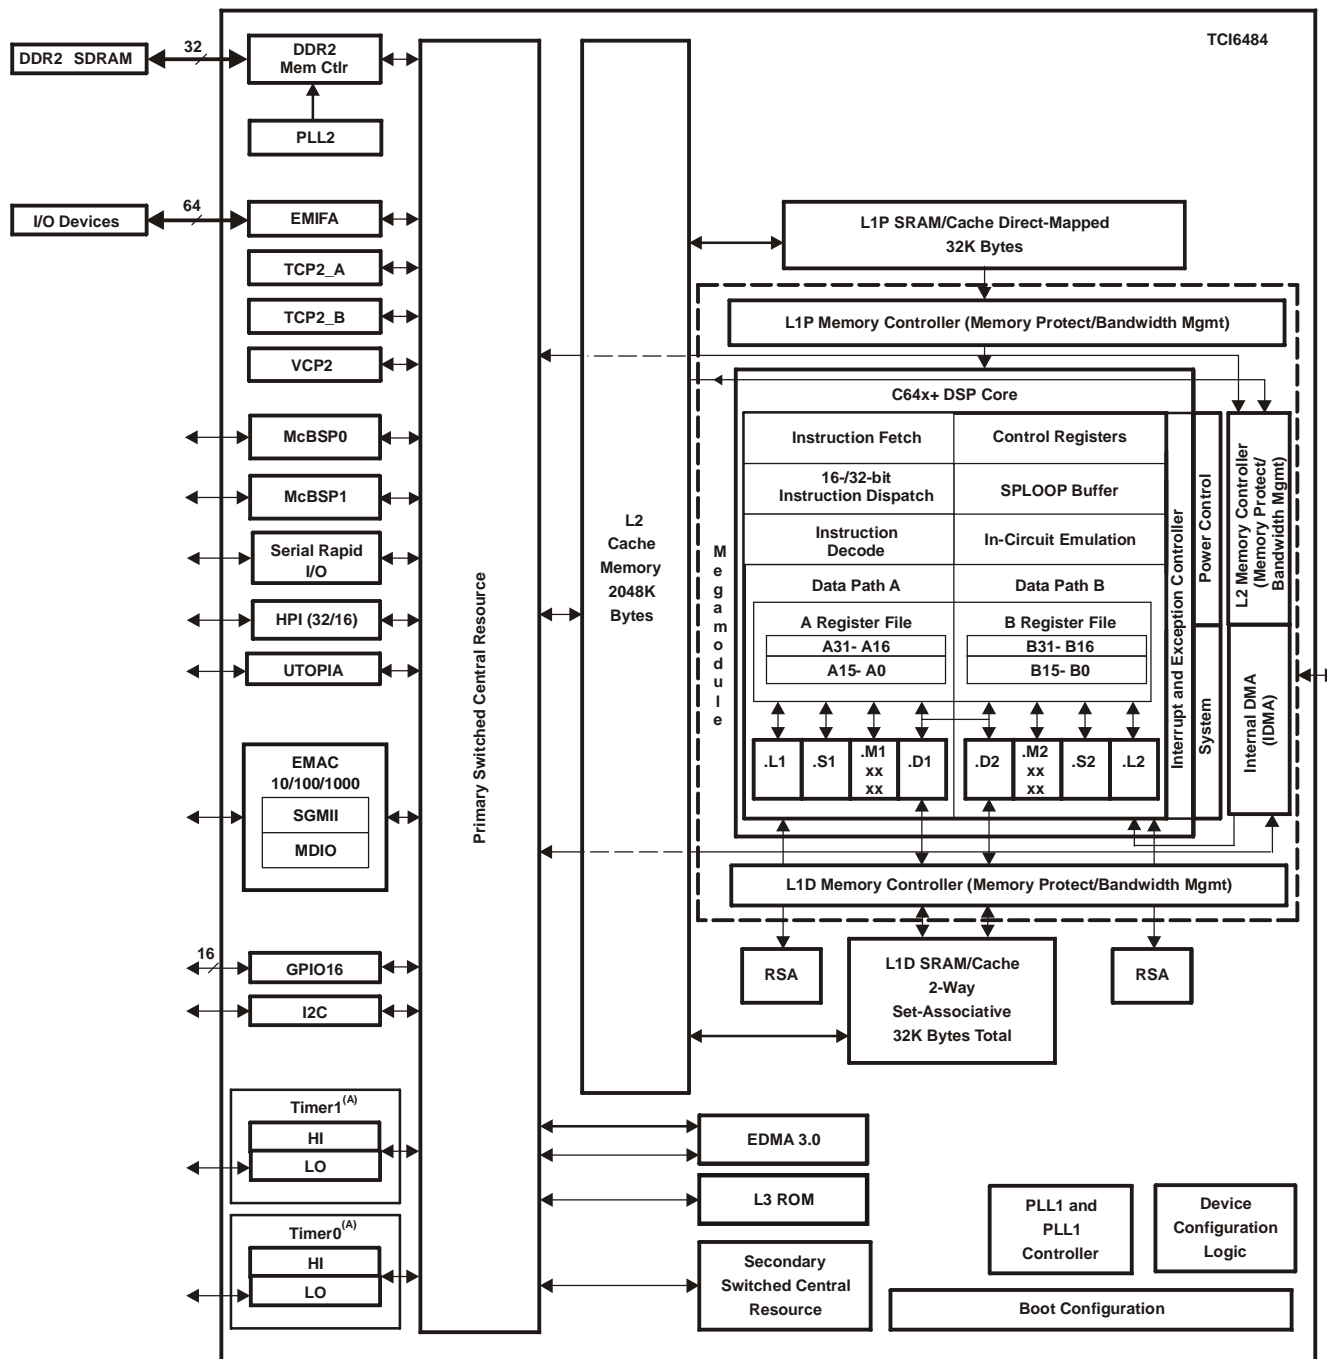 TCI6484
DDR2 SDRAM
32
DDR2
Mem Ctlr
PLL2
I/O Devices
64
EMIFA
TCP2_A
TCP2_B
VCP2
McBSP0
McBSP1
Serial Rapid
I/O
HPI (32/16)
UTOPIA
EMAC
10/100/1000
SGMII
MDIO
16
GPIO16
I2C
Timer1(A)
HI
LO
Timer0(A)
HI
LO
Primary Switched Central Resource
L2
Cache
Memory
2048K
Bytes
L1P SRAM/Cache Direct-Mapped
32K Bytes
L1P Memory Controller (Memory Protect/Bandwidth Mgmt)
Megamodule
C64x+ DSP Core
Instruction Fetch
Control Registers
16-/32-bit
Instruction Dispatch
SPLOOP Buffer
Instruction
Decode
In-Circuit Emulation
Data Path A
Data Path B
A Register File
A31- A16
A15- A0
B Register File
B31- B16
B15- B0
.L1
.S1
.M1
xx
xx
.D1
.D2
.M2
xx
xx
.S2
.L2
Interrupt and Exception Controller
Power Control
System
L2 Memory Controller
(Memory Protect/
Bandwidth Mgmt)
Internal DMA
(IDMA)
L1D Memory Controller (Memory Protect/Bandwidth Mgmt)
RSA
L1D SRAM/Cache
2-Way
Set-Associative
32K Bytes Total
RSA
EDMA 3.0
L3 ROM
Secondary
Switched Central
Resource
PLL1 and
PLL1
Controller
Device
Configuration
Logic
Boot Configuration